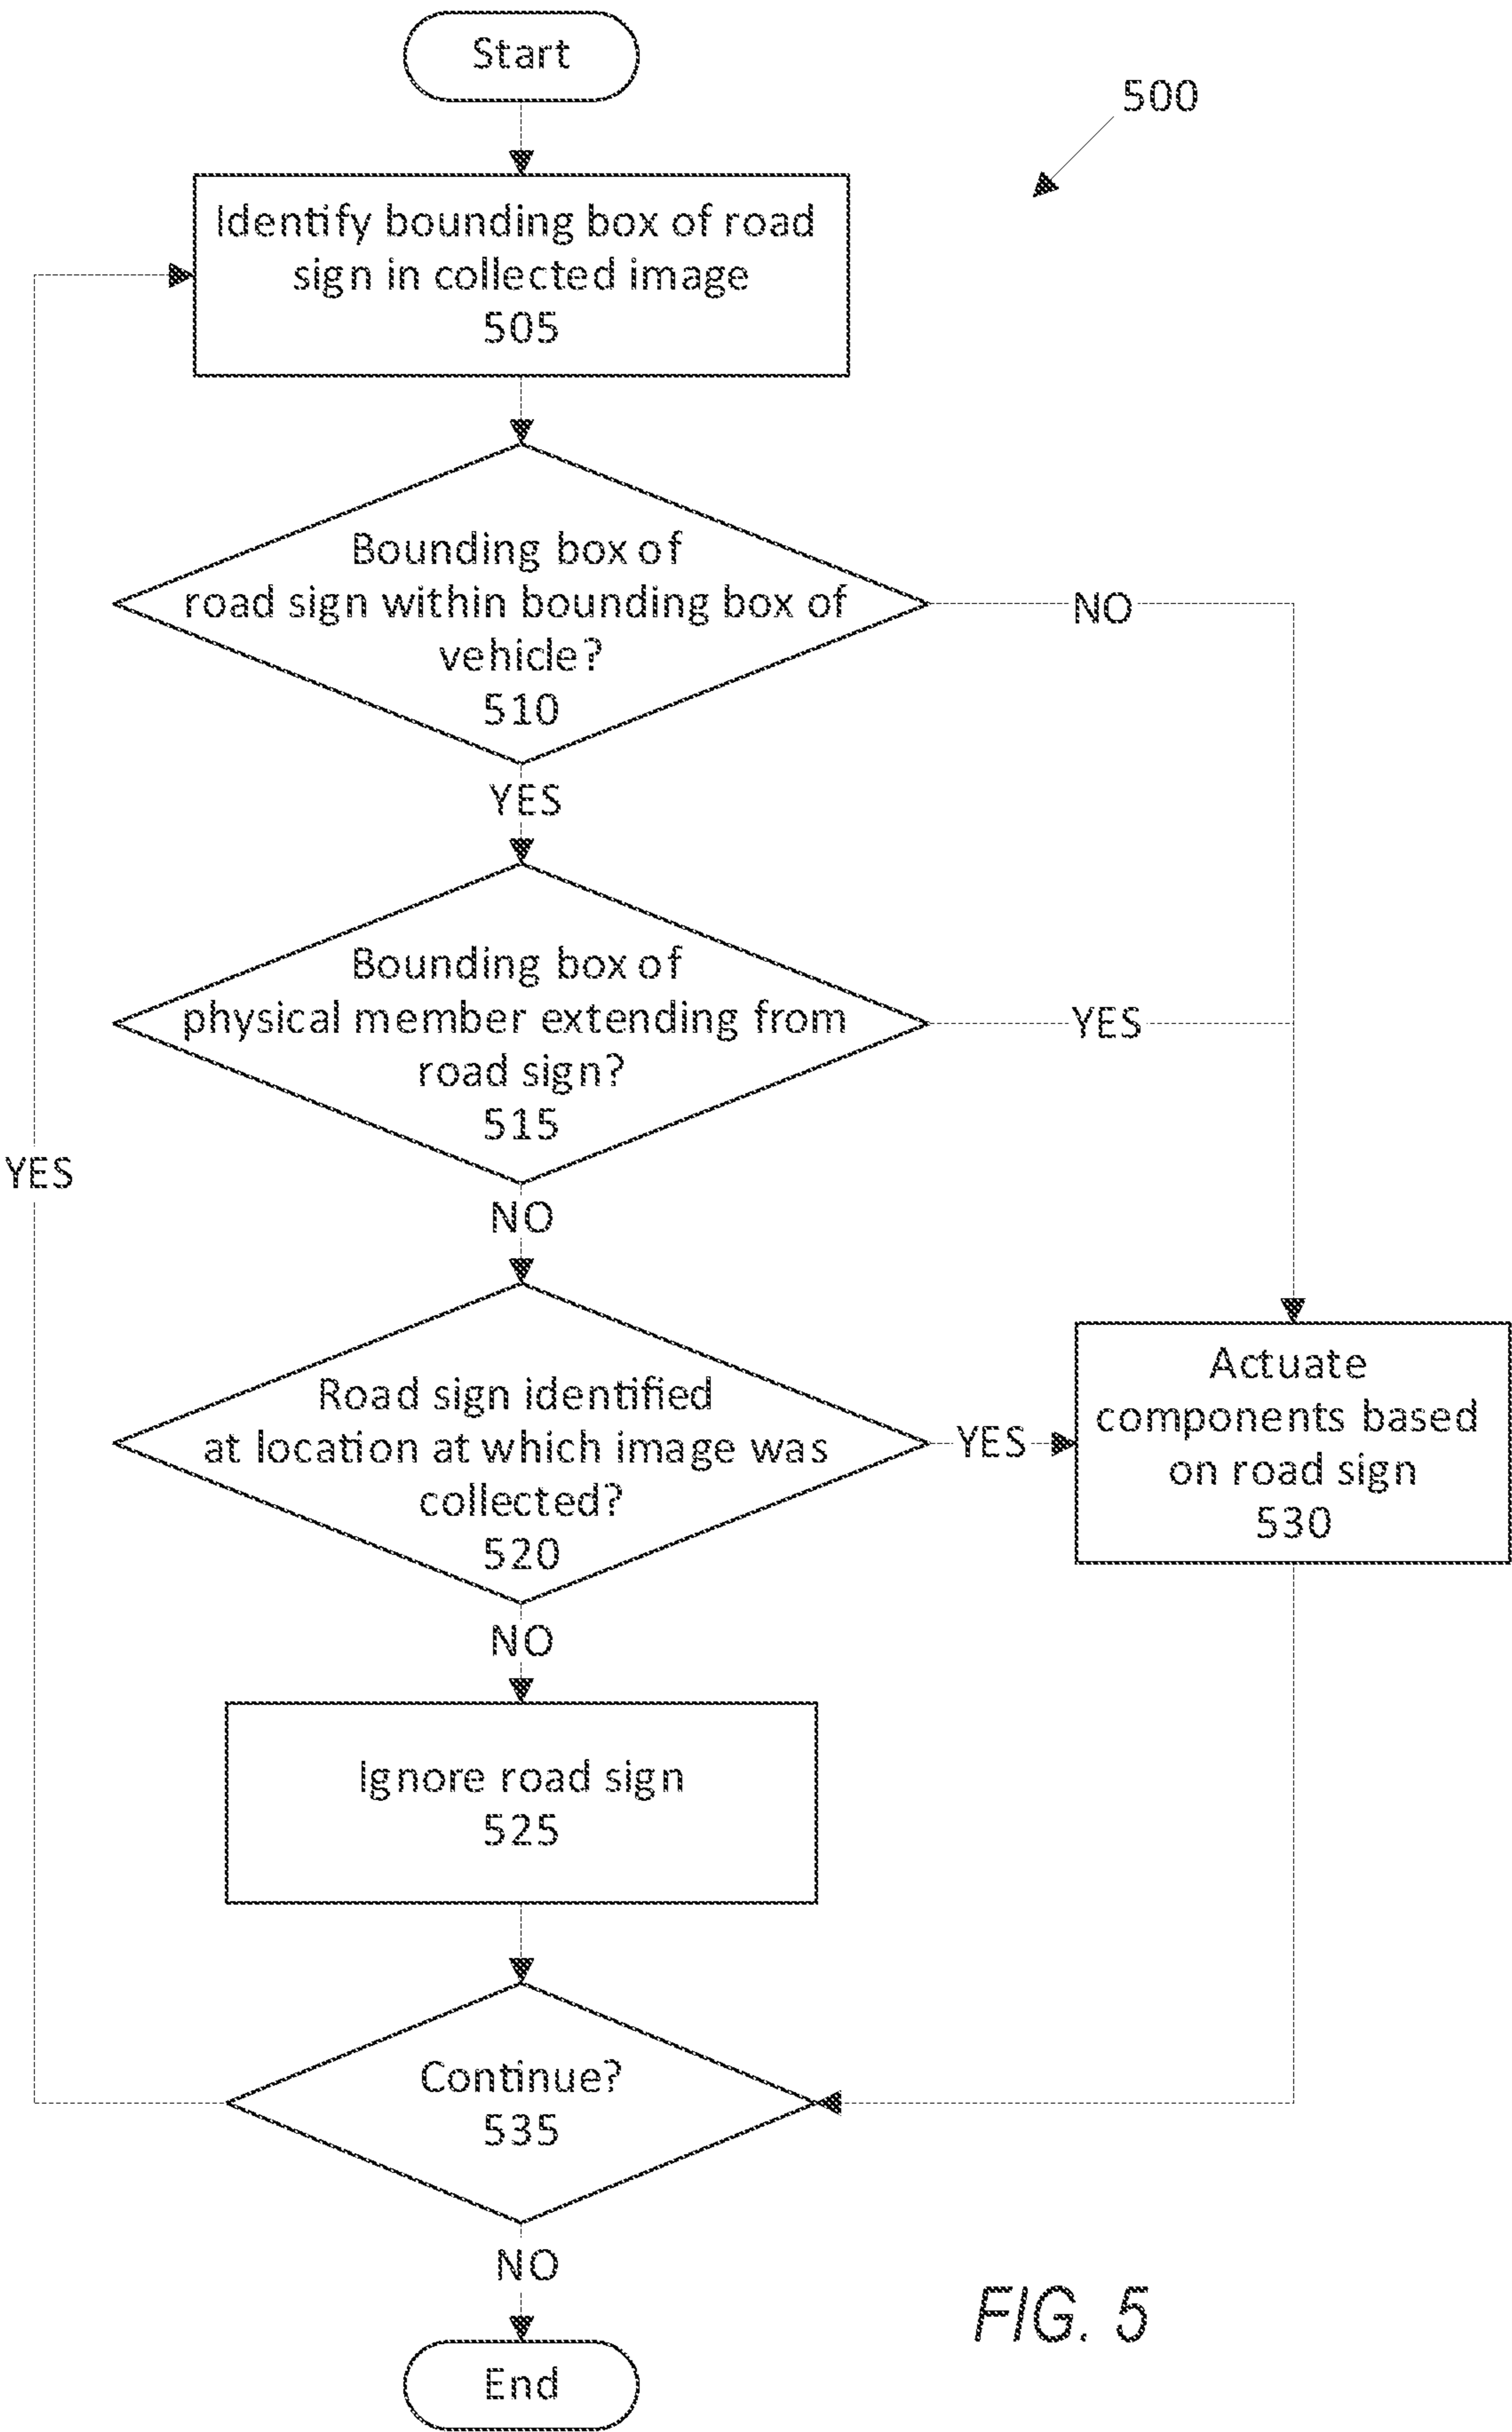 Start
500
Identify bounding box of road
sign in collected image
505
Bounding box of
road sign within bounding box of
vehicle?
510
NO
YES
Bounding box of
physical member extending from
road sign?
515
YES
YES
NO
Road sign identified
at location at which image was
collected?
520
YES
Actuate
components based
on road sign
530
NO
Ignore road sign
525
Continue?
535
NO
End
FIG. 5